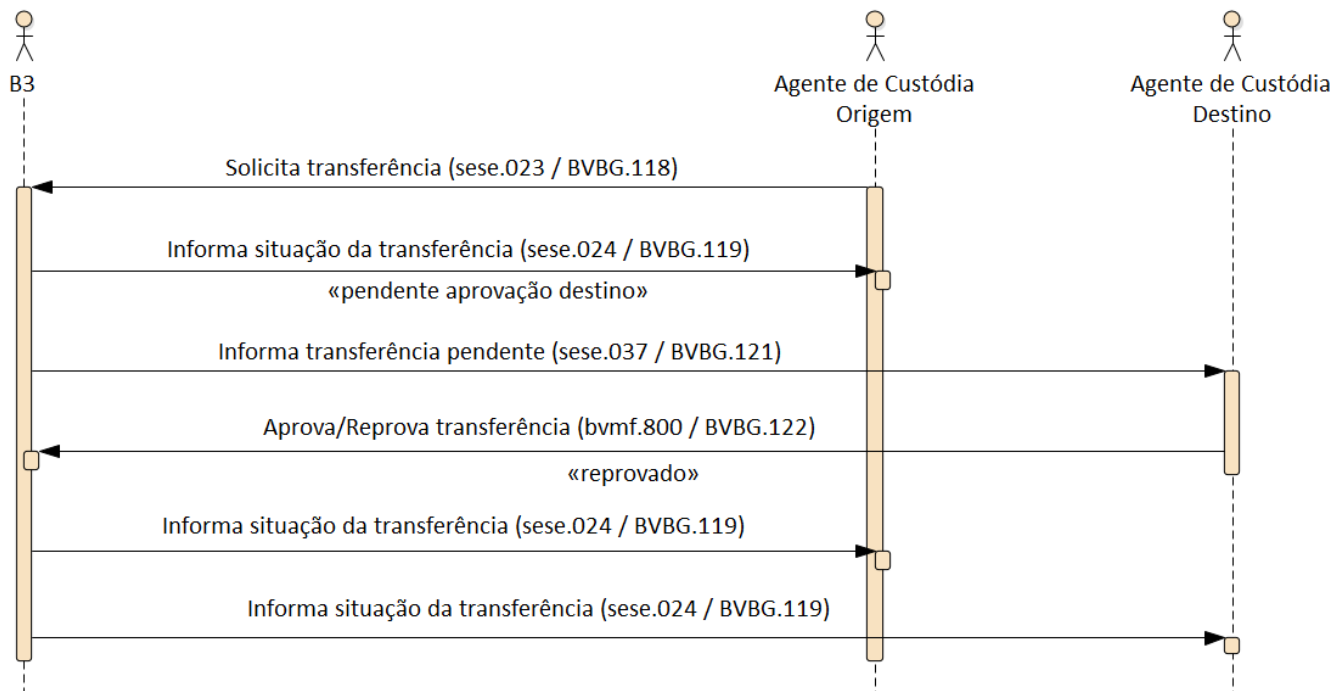 B3
Agente de Custódia
Origem
Agente de Custódia
Destino
Solicita transferência (sese.023 / BVBG.118)
Informa situação da transferência (sese.024 / BVBG.119)
«pendente aprovação destino»
Informa transferência pendente (sese.037 / BVBG.121)
Aprova/Reprova transferência (bvmf.800 / BVBG.122)
«reprovado»
Informa situação da transferência (sese.024 / BVBG.119)
Informa situação da transferência (sese.024 / BVBG.119)